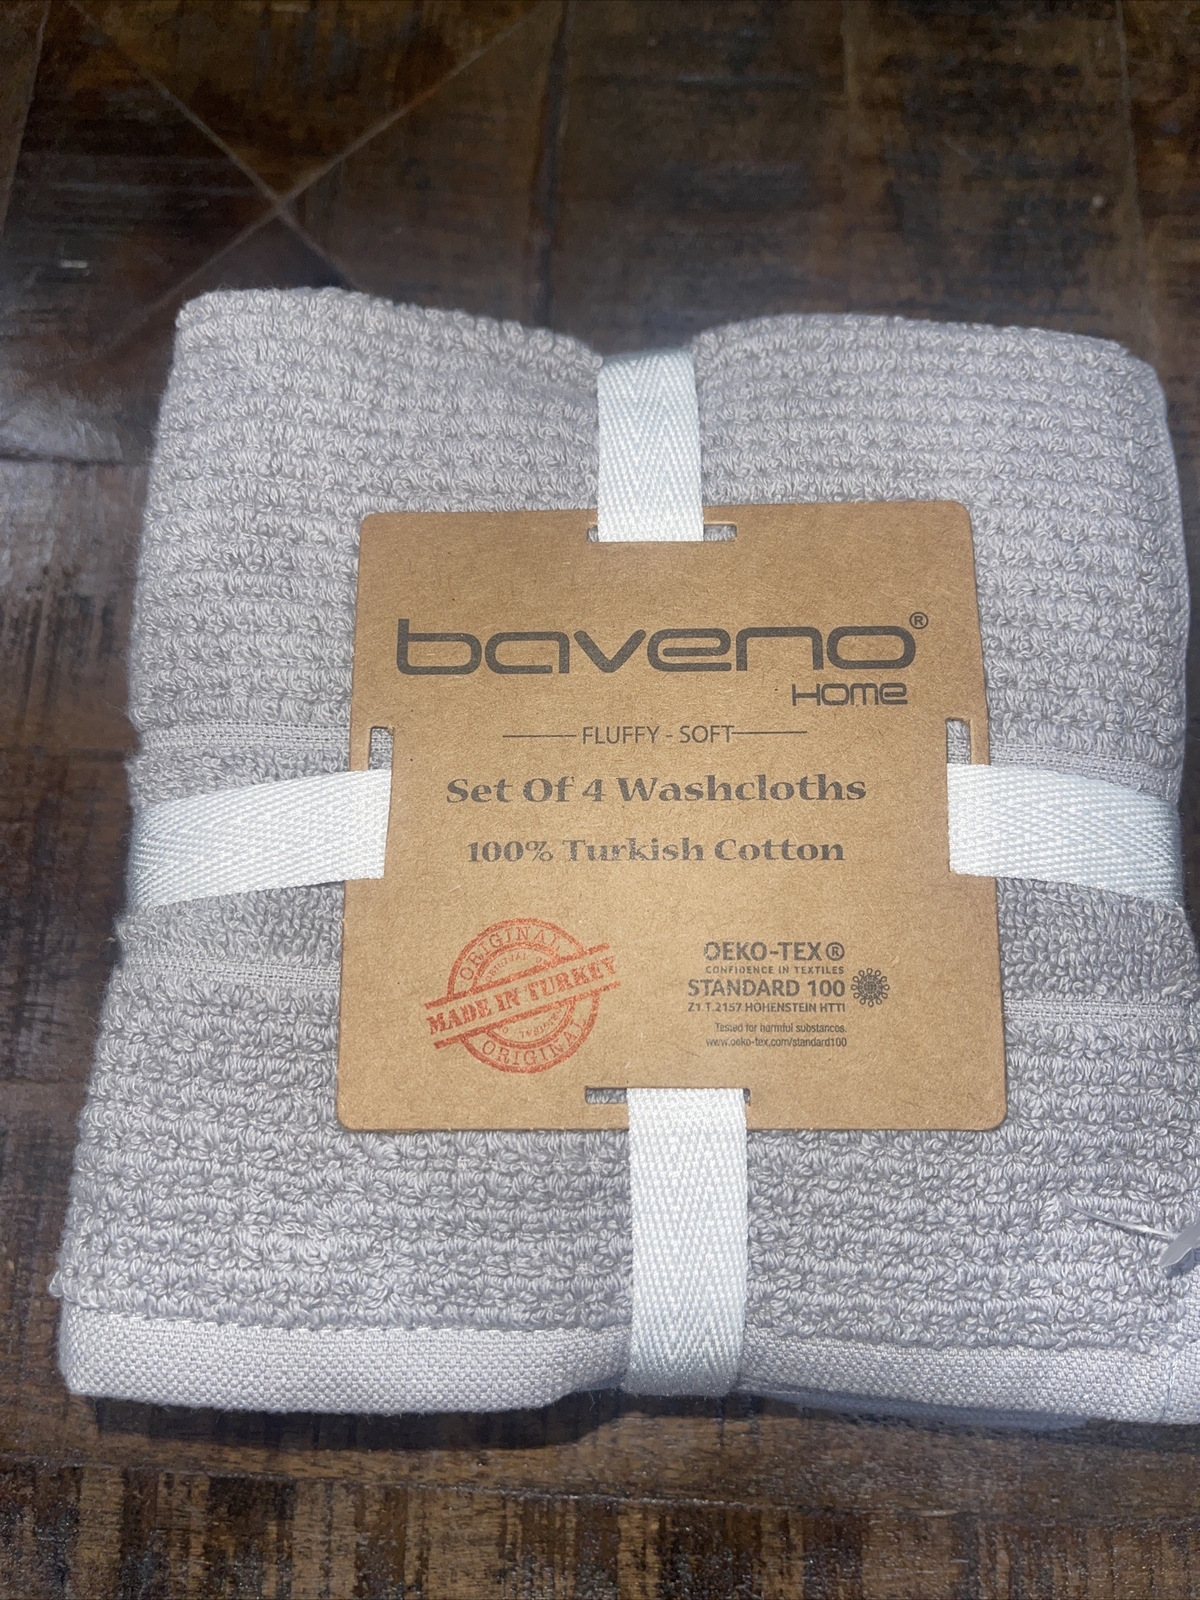 baveno®
HOME
FLUFFY - SOFT
Set Of 4 Washcloths
100% Turkish Cotton
ORIGINAL
MADE IN TURKEY
ORIGINAL
OEKO-TEX®
CONFIDENCE IN TEXTILES
STANDARD 100
Z1.T.2157 HOHENSTEIN HTTI
Tested for harmful substances.
www.oeko-tex.com/standard100